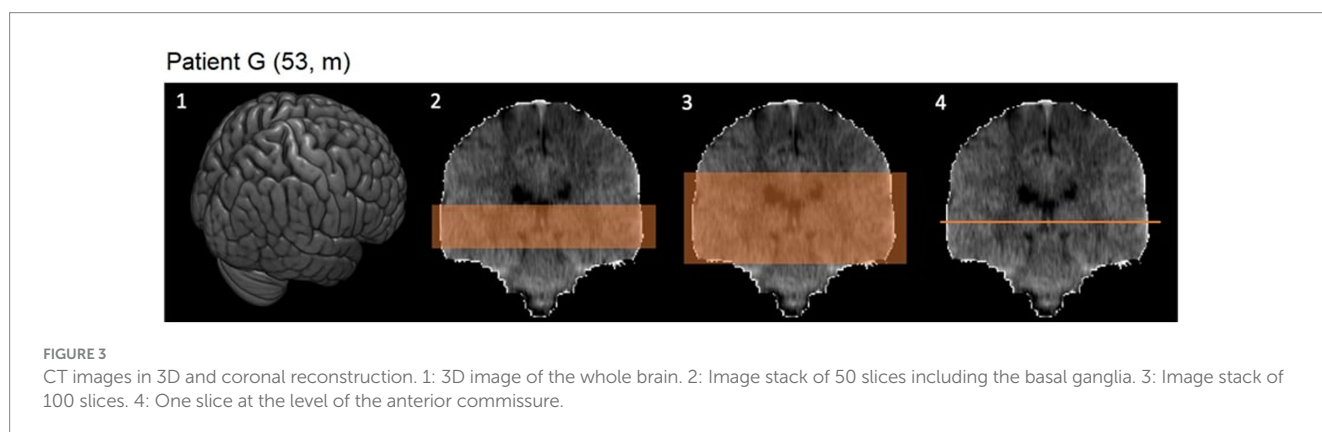 Patient G (53, m)
1 2 3 4
FIGURE 3
CT images in 3D and coronal reconstruction. 1: 3D image of the whole brain. 2: Image stack of 50 slices including the basal ganglia. 3: Image stack of
100 slices. 4: One slice at the level of the anterior commissure.